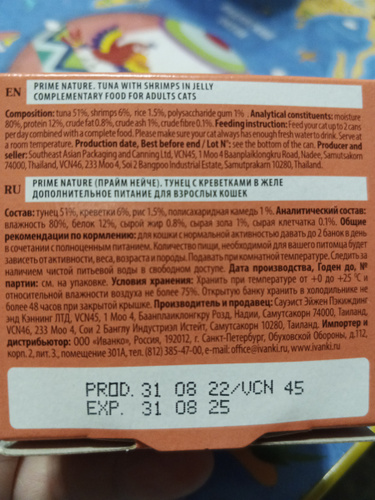 EN PRIME NATURE. TUNA WITH SHRIMPS IN JELLY
COMPLEMENTARY FOOD FOR ADULTS CATS
Composition: tuna 51%, shrimps 6%, rice 1.5%, polysaccharide gum 1%. Analytical constituents: moisture
80%, protein 12%, crude fat 0.8%, crude ash 1%, crude fibre 0.1%. Feeding instruction: Feed your cat up to 2 cans
per day combined with a complete food. Please make sure your cat always has enough fresh water to drink. Serve at
a room temperature. Production date, Best before end / Lot N°: see the bottom of the can. Producer and
seller: Southeast Asian Packaging and Canning Ltd, VCN45, 1 Moo 4 Baanplaiklongkru Road, Nadee, Samutsakorn
74000, Thailand, VCN46, 233 Moo 4, Soi 2 Bangpoo Industrial Estate, Samutprakarn 10280, Thailand.
RU PRIME NATURE (ПРАЙМ НЕЙЧЕ). ТУНЕЦ С КРЕВЕТКАМИ В ЖЕЛЕ
ДОПОЛНИТЕЛЬНОЕ ПИТАНИЕ ДЛЯ ВЗРОСЛЫХ КОШЕК
Состав: тунец 51%, креветки 6%, рис 1,5%, полисахаридная камедь 1%. Аналитический состав:
влажность 80%, белок 12%, сырой жир 0.8%, сырая зола 1%, сырая клетчатка 0.1%. Общие
рекомендации по кормлению: для кошки с нормальной активностью давать до 2 банок в день
в сочетании с полноценным питанием. Количество пищи, необходимой для вашего питомца будет
зависеть от активности, веса, возраста и породы. Подавать при комнатной температуре. Следить за
наличием чистой питьевой воды в свободном доступе. Дата производства, Годен до, №
партии: см. на упаковке. Условия хранения: Хранить при температуре от +0 до +25 °C и
относительной влажности воздуха не более 75%. Открытую банку хранить в холодильнике не
более 48 часов при закрытой крышке. Производитель и продавец: Саузист Эйжен Пэкижинг
энд Кэннинг ЛТД, VCN45, 1 Моо 4, Баанплаиклонгкру Роад, Надии, Самутсакорн 74000, Таиланд,
VCN46, 233 Моо 4, Сои 2 Бангпу Индустриэл Истейт, Самутсакорн 10280, Таиланд. Импортер и
дистрибьютор: ООО «Иванко», Россия, 192012, г. Санкт-Петербург, Обуховской Обороны, д.112,
корп. 2, лит. 3, помещение 301А, тел. (812) 385-47-00, e-mail: office@ivanki.ru
PROD. 31 08 22/VCN 45
EXP. 31 08 25